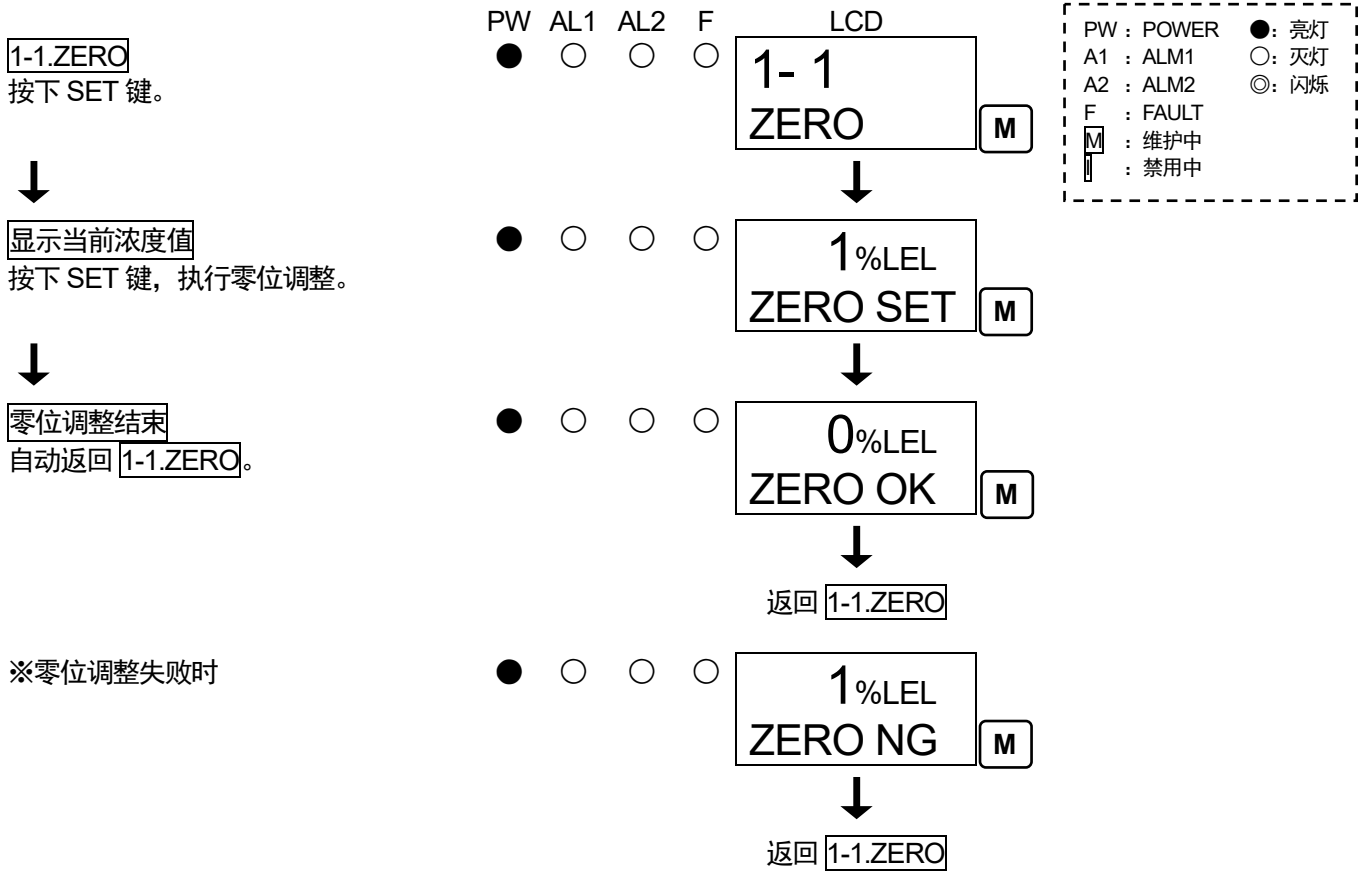 PW AL1 AL2 F LCD
1-1.ZERO
按下 SET 键。
● ○ ○ ○
1- 1
ZERO
M
PW : POWER ●: 亮灯
A1 : ALM1 ○: 灭灯
A2 : ALM2 ◎: 闪烁
F : FAULT
M : 维护中
I : 禁用中
显示当前浓度值
按下 SET 键，执行零位调整。
● ○ ○ ○
1%LEL
ZERO SET
M
零位调整结束
自动返回 1-1.ZERO。
● ○ ○ ○
0%LEL
ZERO OK
M
返回 1-1.ZERO
※零位调整失败时
● ○ ○ ○
1%LEL
ZERO NG
M
返回 1-1.ZERO